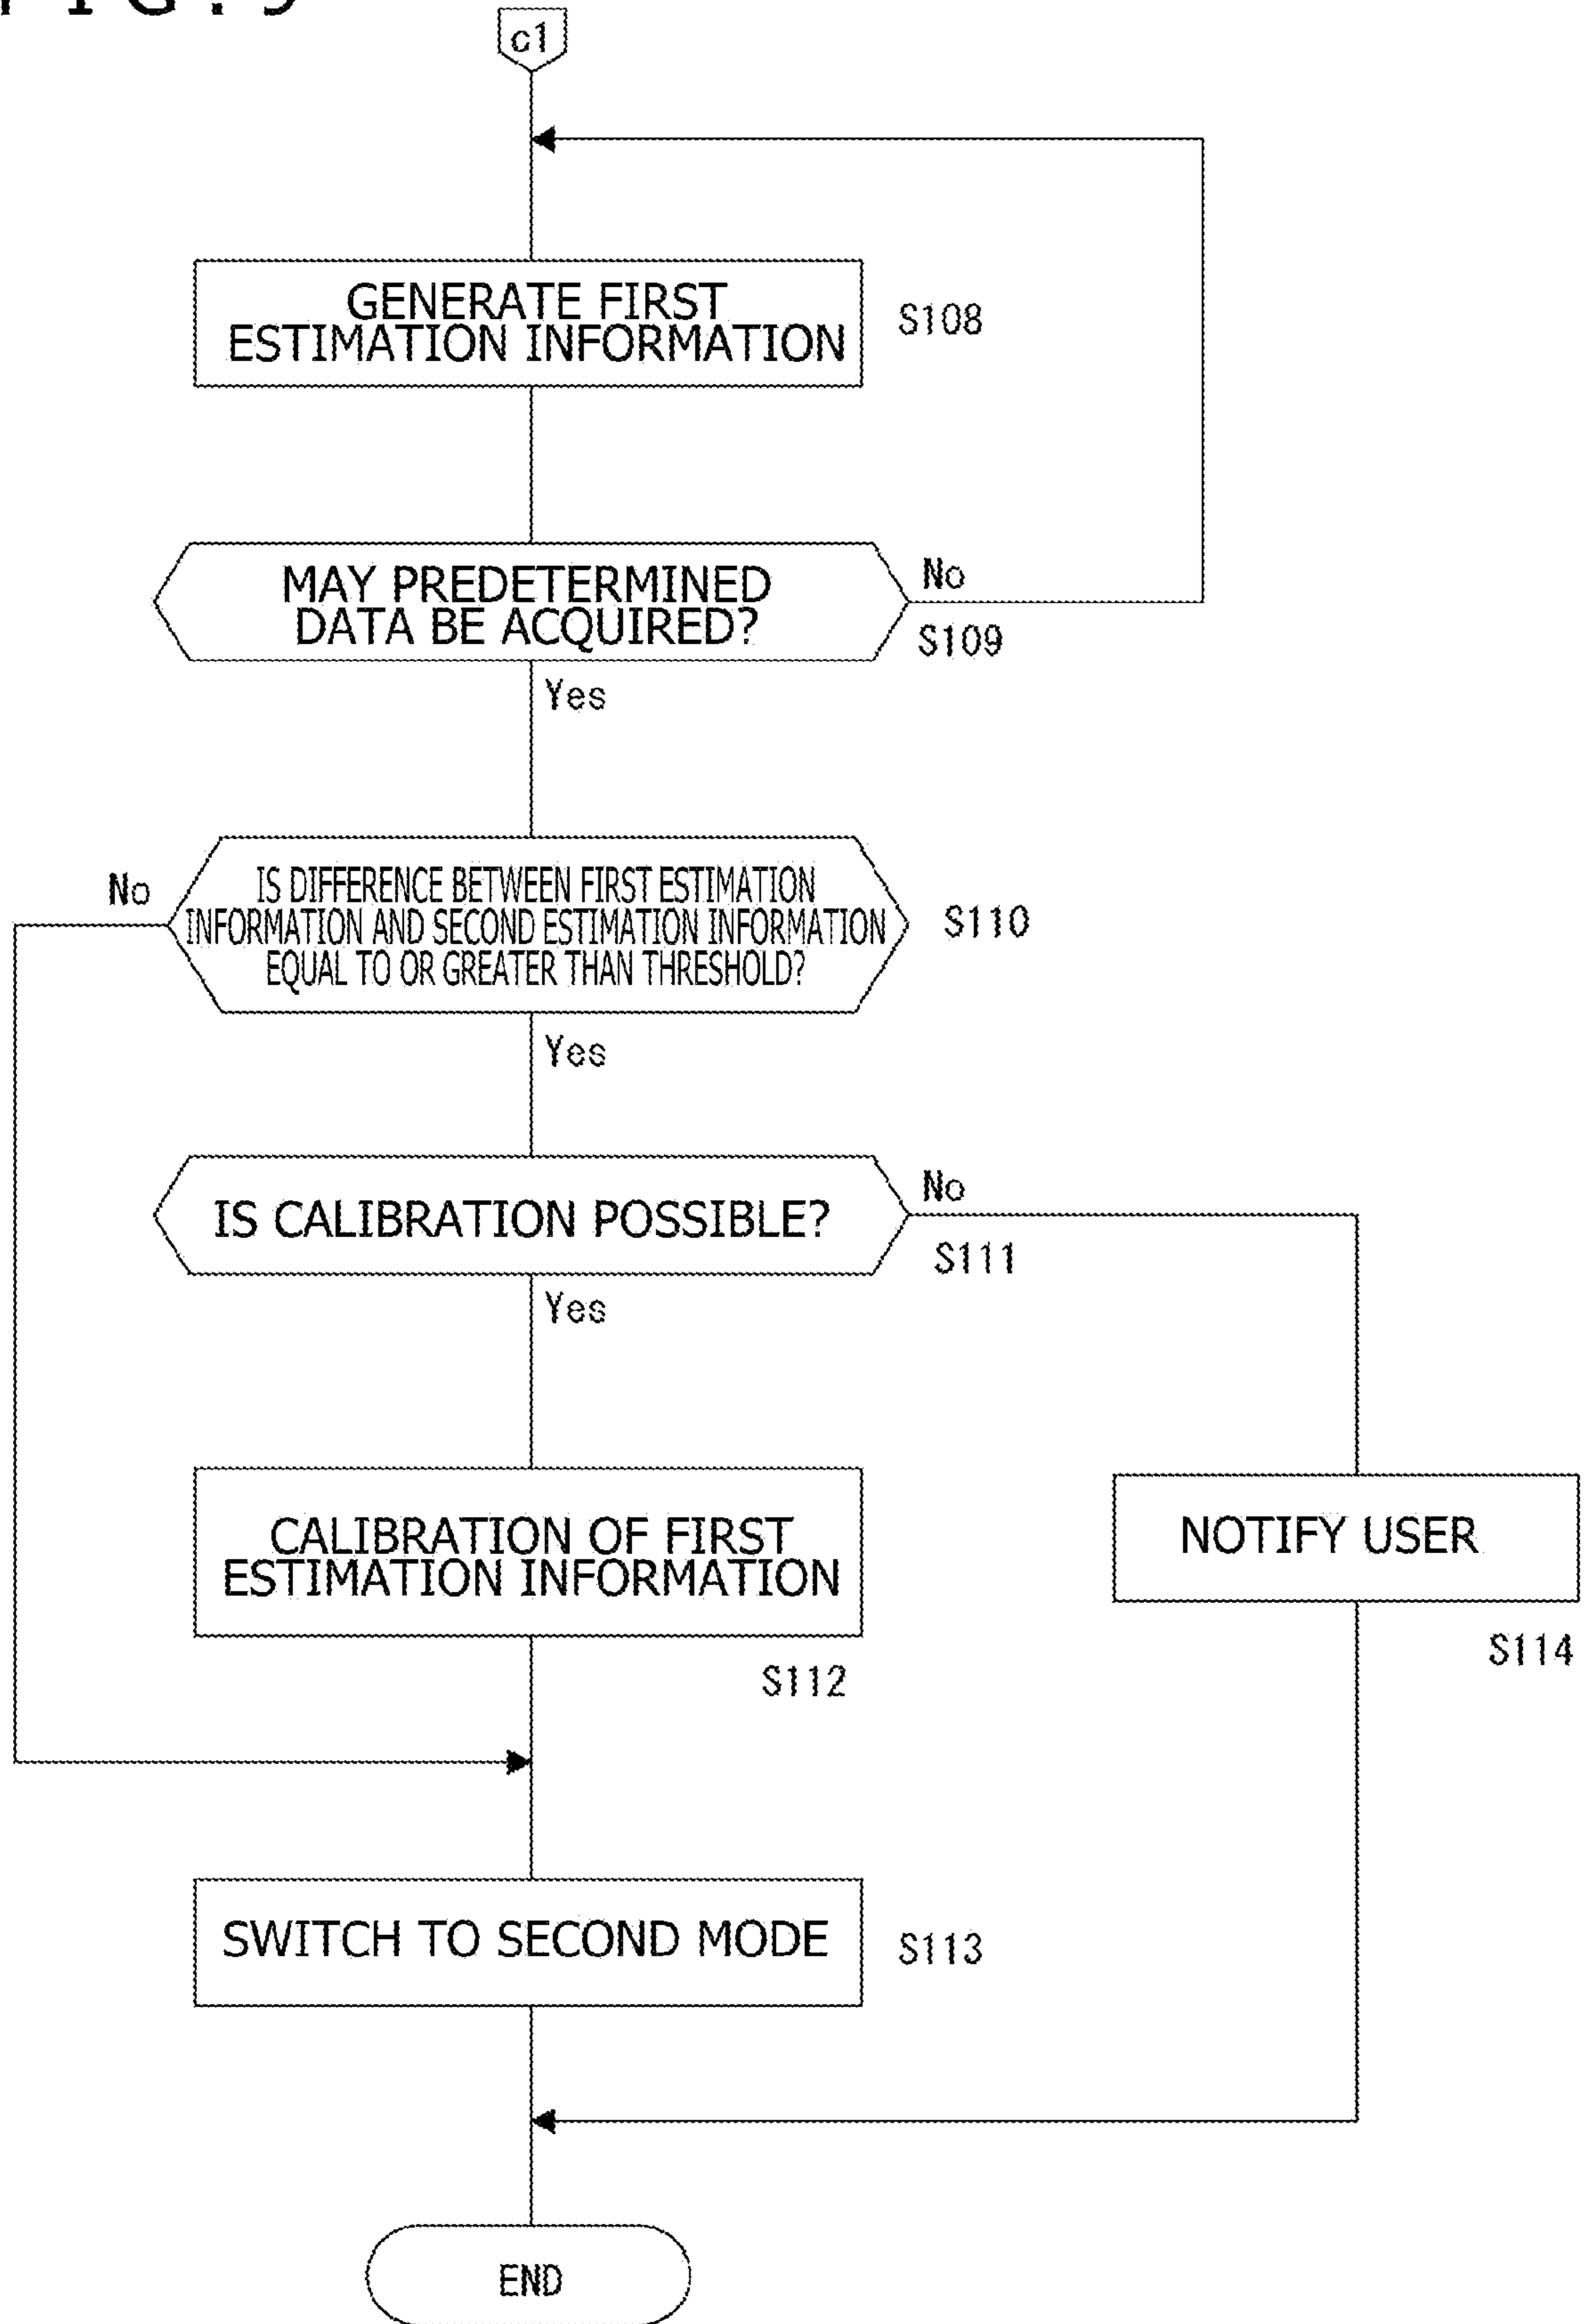 FIG. 9
c1
GENERATE FIRST
ESTIMATION INFORMATION
S108
MAY PREDETERMINED
DATA BE ACQUIRED?
No
S109
Yes
No
IS DIFFERENCE BETWEEN FIRST ESTIMATION
INFORMATION AND SECOND ESTIMATION INFORMATION
EQUAL TO OR GREATER THAN THRESHOLD?
S110
Yes
IS CALIBRATION POSSIBLE?
No
S111
Yes
CALIBRATION OF FIRST
ESTIMATION INFORMATION
S112
NOTIFY USER
S114
SWITCH TO SECOND MODE
S113
END